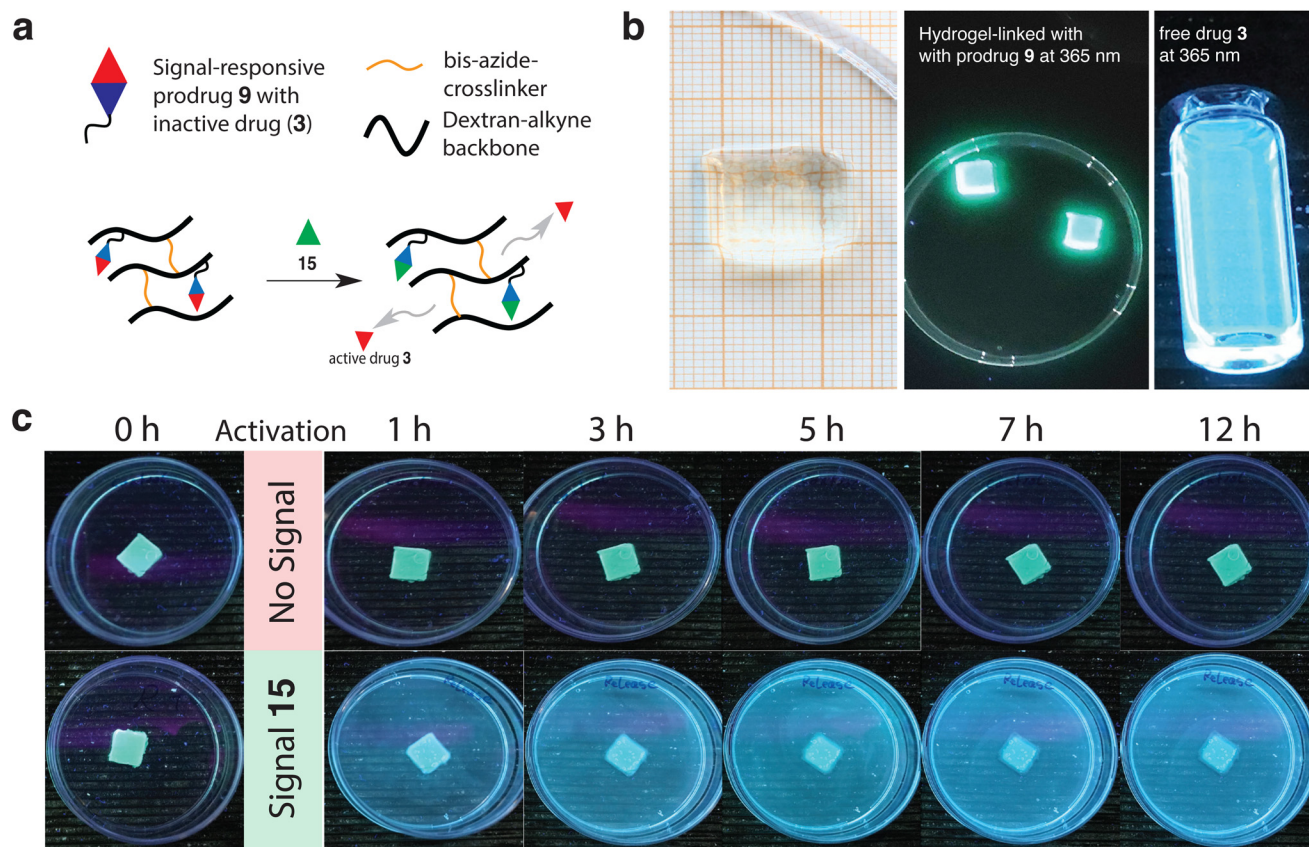 a
Signal-responsive
prodrug 9 with
inactive drug (3)
bis-azide-
crosslinker
Dextran-alkyne
backbone
15
active drug 3
b
Hydrogel-linked with
with prodrug 9 at 365 nm
free drug 3
at 365 nm
c
0 h
Activation
1 h
3 h
5 h
7 h
12 h
No Signal
Signal 15
Release
Release
Release
Release
Release